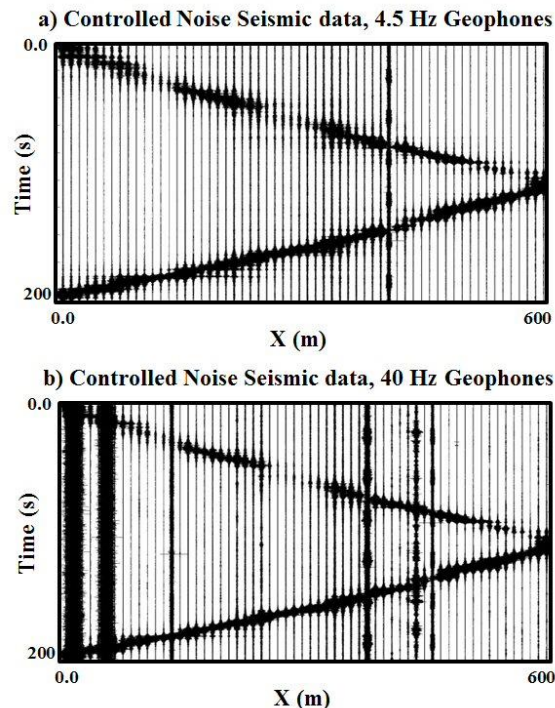 a) Controlled Noise Seismic data, 4.5 Hz Geophones
0.0
Time (s)
200
0.0
600
X (m)
b) Controlled Noise Seismic data, 40 Hz Geophones
0.0
Time (s)
200
0.0
600
X (m)